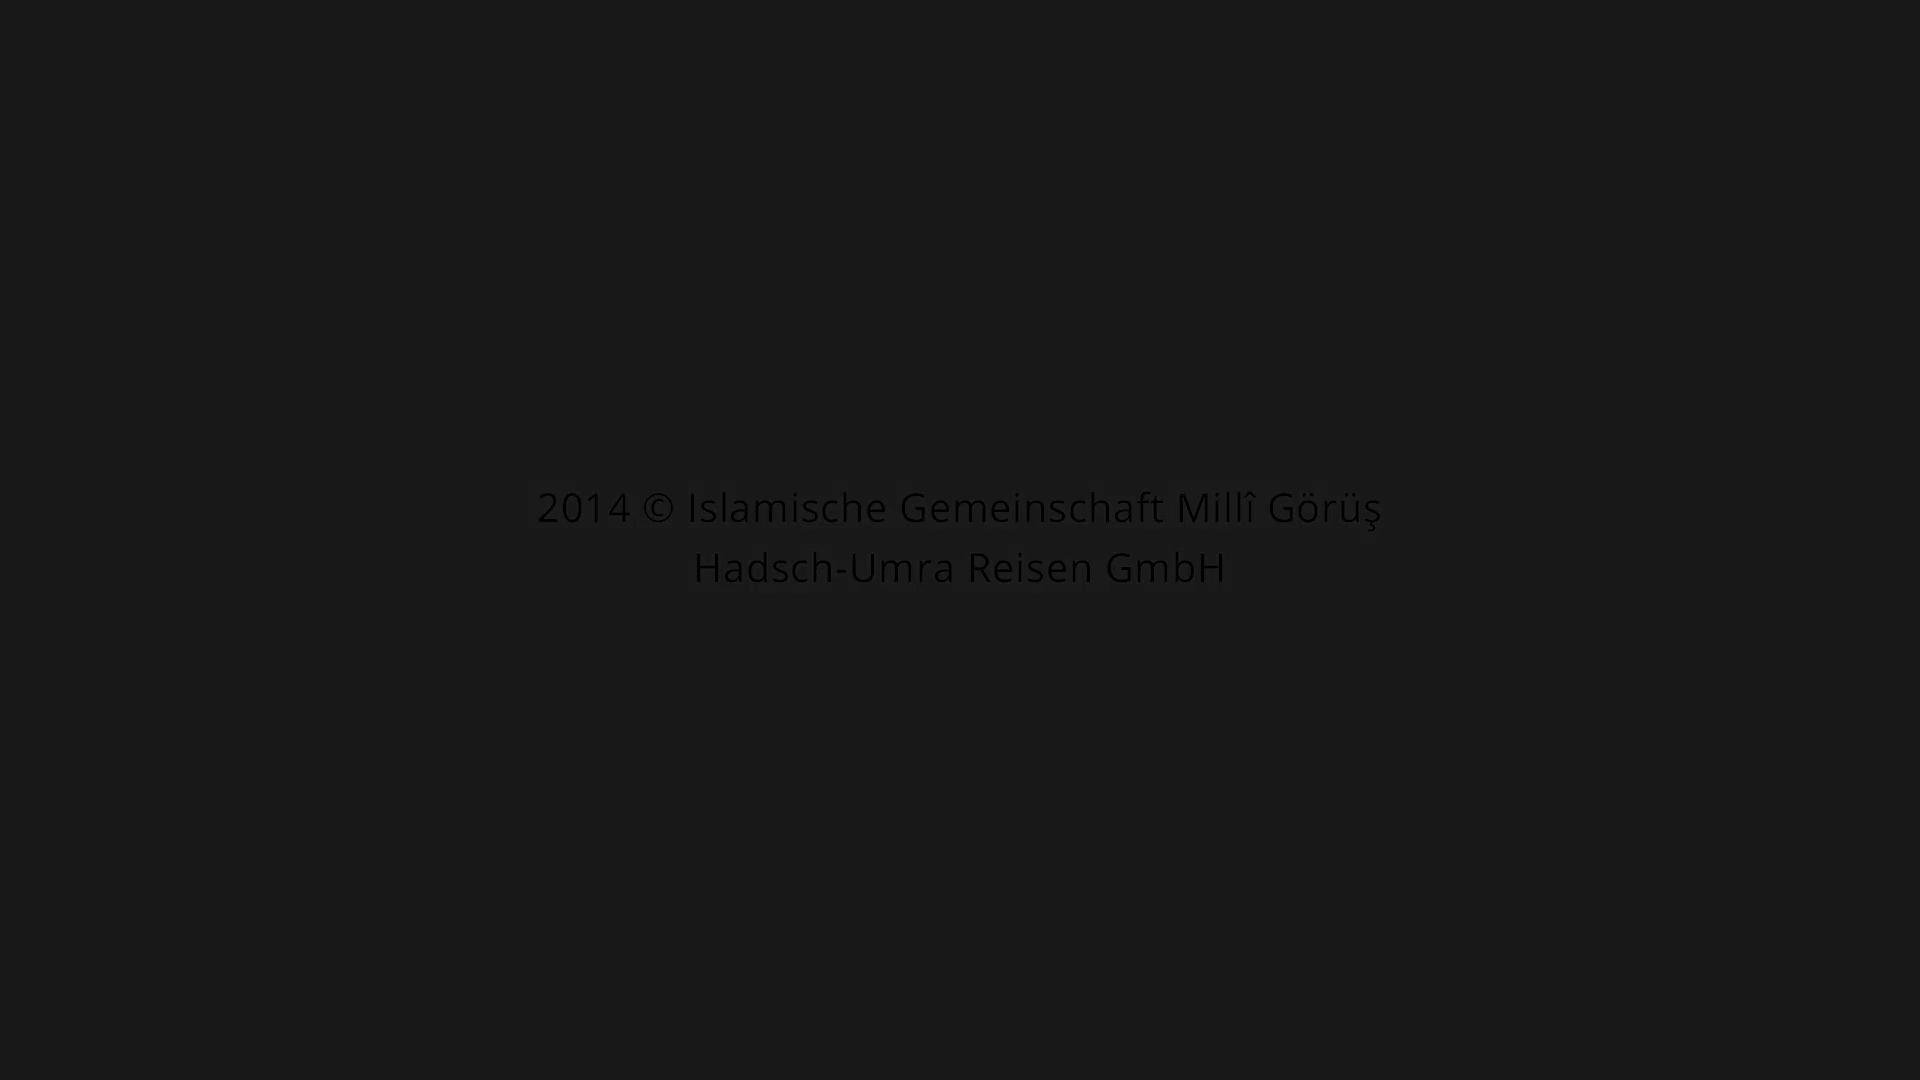 2014 © Islamische Gemeinschaft Millî Görüş
Hadsch-Umra Reisen GmbH